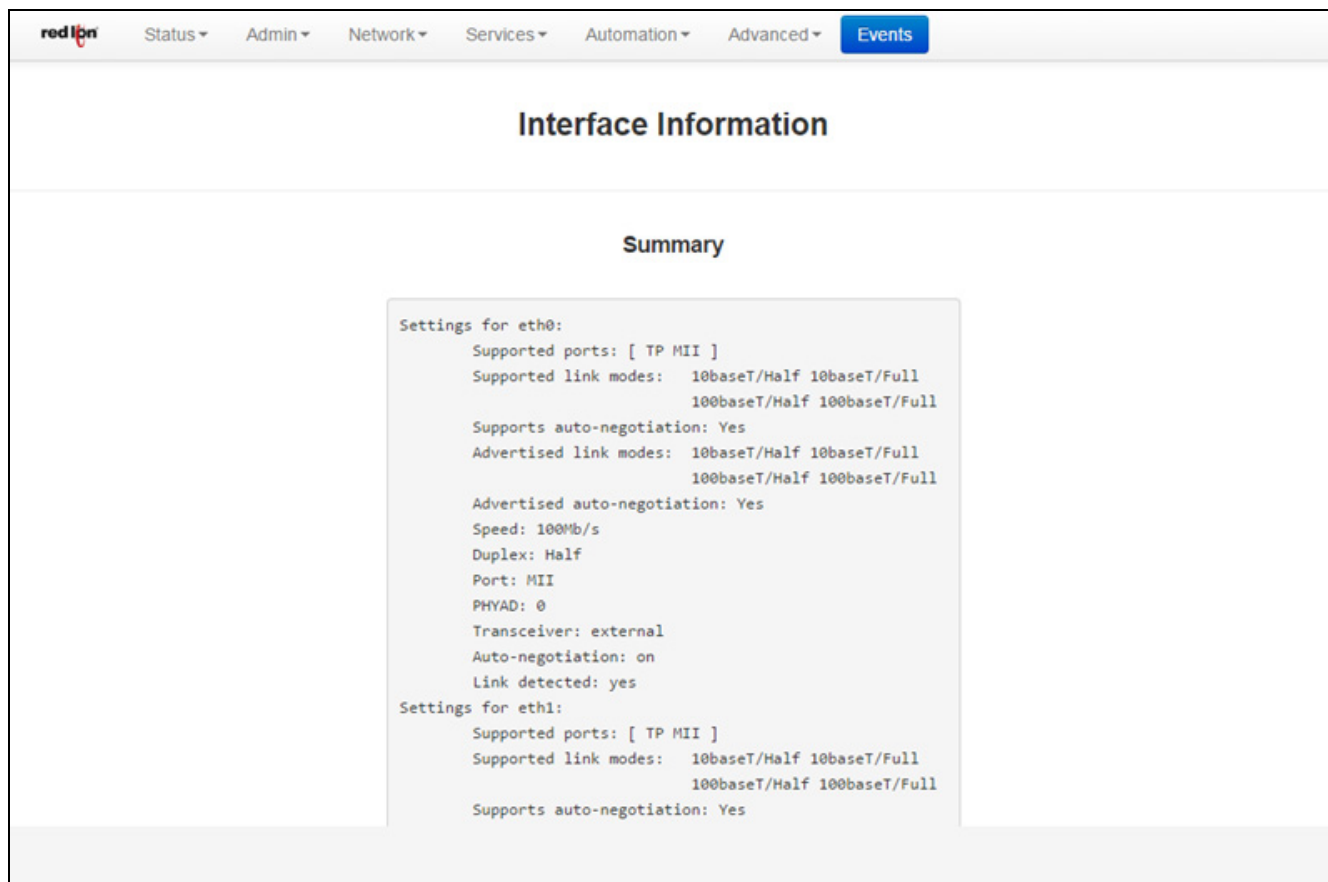 red lion Status Admin Network Services Automation Advanced Events
Interface Information
Summary
Settings for eth0:
Supported ports: [ TP MII ]
Supported link modes: 10baseT/Half 10baseT/Full
100baseT/Half 100baseT/Full
Supports auto-negotiation: Yes
Advertised link modes: 10baseT/Half 10baseT/Full
100baseT/Half 100baseT/Full
Advertised auto-negotiation: Yes
Speed: 100Mb/s
Duplex: Half
Port: MII
PHYAD: 0
Transceiver: external
Auto-negotiation: on
Link detected: yes
Settings for eth1:
Supported ports: [ TP MII ]
Supported link modes: 10baseT/Half 10baseT/Full
100baseT/Half 100baseT/Full
Supports auto-negotiation: Yes